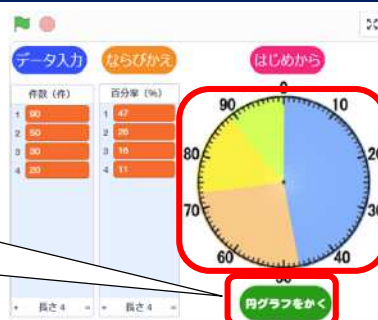 データ入力
ならびかえ
はじめから
件数（件）
1 90
2 50
3 30
4 20
+ 長さ4 =
百分率（%）
1 47
2 26
3 16
4 11
+ 長さ4 =
0
10
20
30
40
70
80
90
円グラフをかく